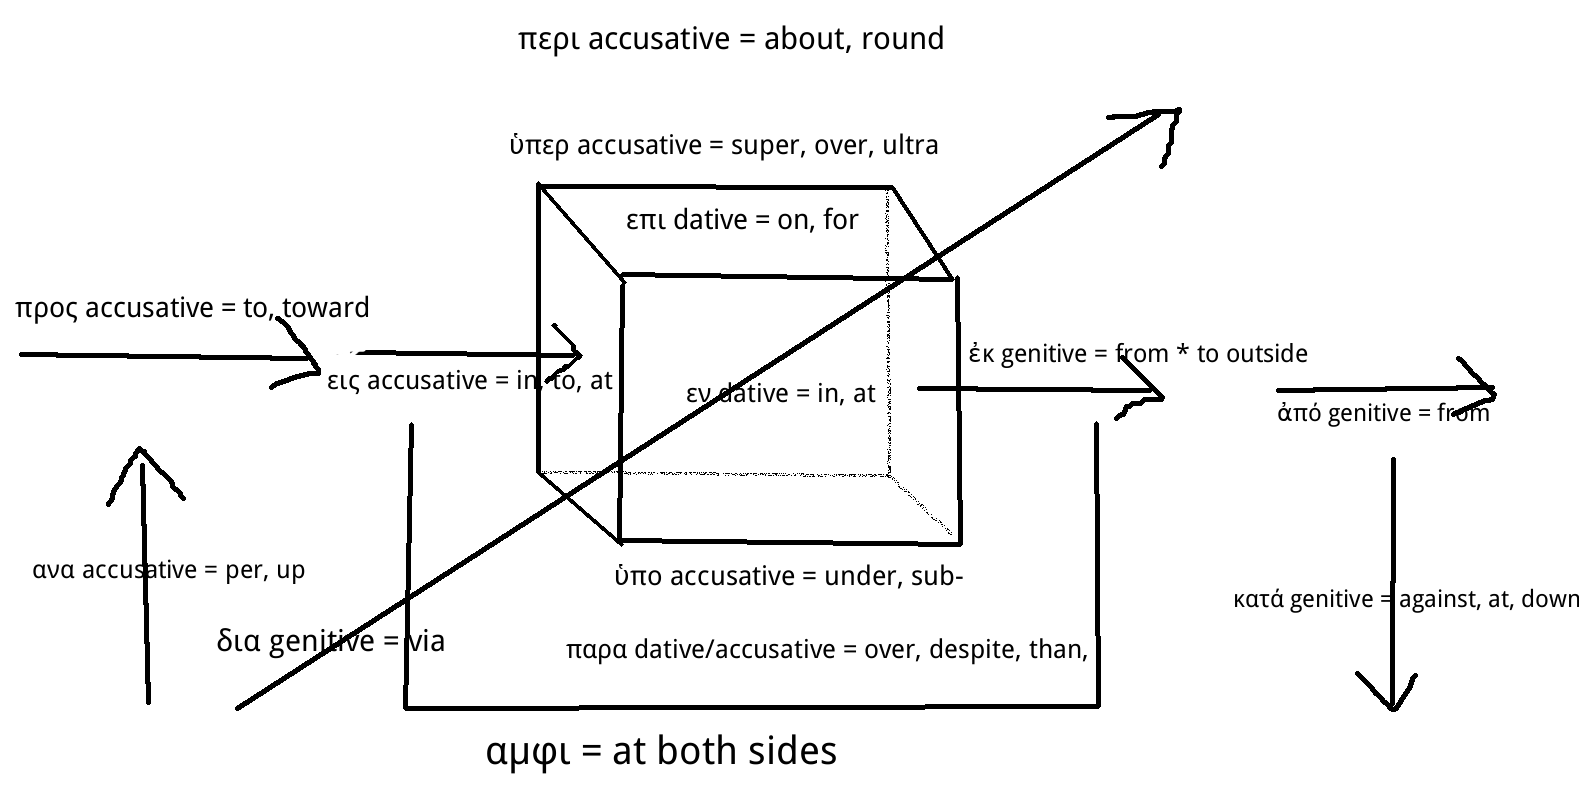 περι accusative = about, round
ὑπερ accusative = super, over, ultra
επι dative = on, for
προς accusative = to, toward
εις accusative = in, to, at
εν dative = in, at
ἐκ genitive = from * to outside
ἀπό genitive = from
ανα accusative = per, up
ὑπο accusative = under, sub-
κατά genitive = against, at, down
δια genitive = via
παρα dative/accusative = over, despite, than,
αμφι = at both sides